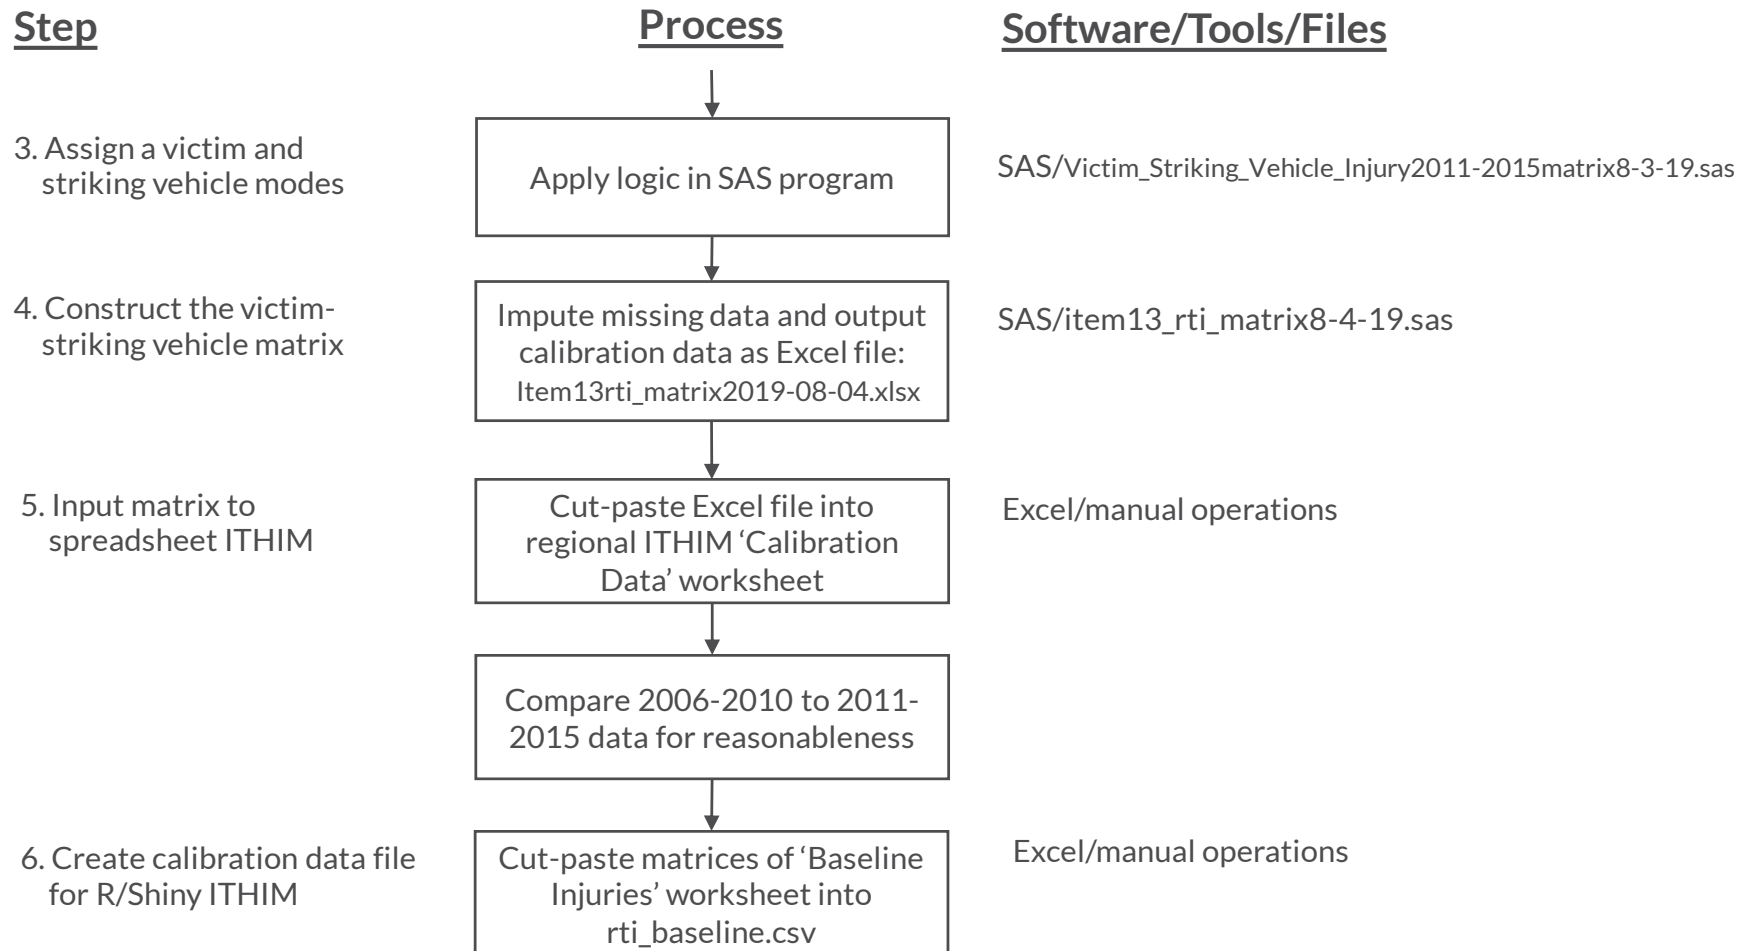 Step
Process
Software/Tools/Files
3. Assign a victim and
striking vehicle modes
Apply logic in SAS program
SAS/Victim_Striking_Vehicle_Injury2011-2015matrix8-3-19.sas
4. Construct the victim-
striking vehicle matrix
Impute missing data and output
calibration data as Excel file:
Item13rti_matrix2019-08-04.xlsx
SAS/item13_rti_matrix8-4-19.sas
5. Input matrix to
spreadsheet ITHIM
Cut-paste Excel file into
regional ITHIM ‘Calibration
Data’ worksheet
Excel/manual operations
Compare 2006-2010 to 2011-
2015 data for reasonableness
6. Create calibration data file
for R/Shiny ITHIM
Cut-paste matrices of ‘Baseline
Injuries’ worksheet into
rti_baseline.csv
Excel/manual operations